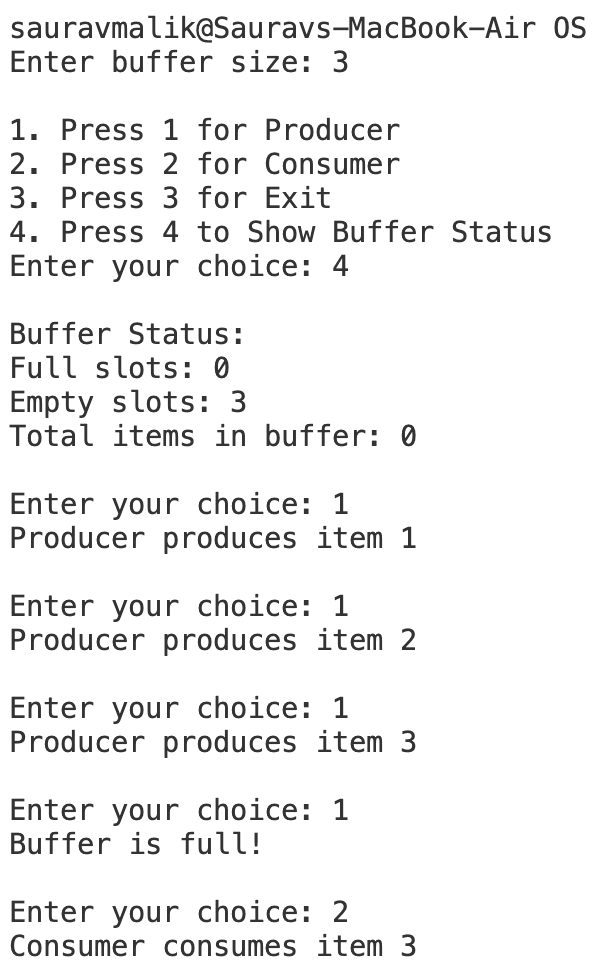 sauravmalik@Sauravs-MacBook-Air OS
Enter buffer size: 3
1. Press 1 for Producer
2. Press 2 for Consumer
3. Press 3 for Exit
4. Press 4 to Show Buffer Status
Enter your choice: 4
Buffer Status:
Full slots: 0
Empty slots: 3
Total items in buffer: 0
Enter your choice: 1
Producer produces item 1
Enter your choice: 1
Producer produces item 2
Enter your choice: 1
Producer produces item 3
Enter your choice: 1
Buffer is full!
Enter your choice: 2
Consumer consumes item 3